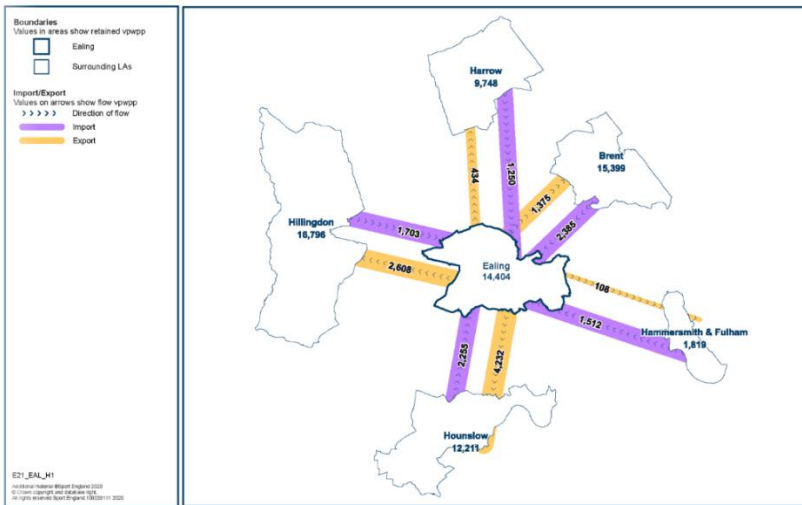 Boundaries
Values in areas show retained vpwpp
Ealing
Surrounding LAs
Import/Export
Values on arrows show flow vpwpp
Direction of flow
Import
Export
E21_EAL_H1
Additional material ©Sport England 2020
© Crown copyright and database right.
All rights reserved Sport England 100033111 2020.
Harrow
9,748
Brent
15,399
434
1,250
1,375
2,385
Hillingdon
16,796
1,703
2,608
Ealing
14,404
108
Hammersmith & Fulham
1,819
1,512
2,255
4,232
Hounslow
12,211